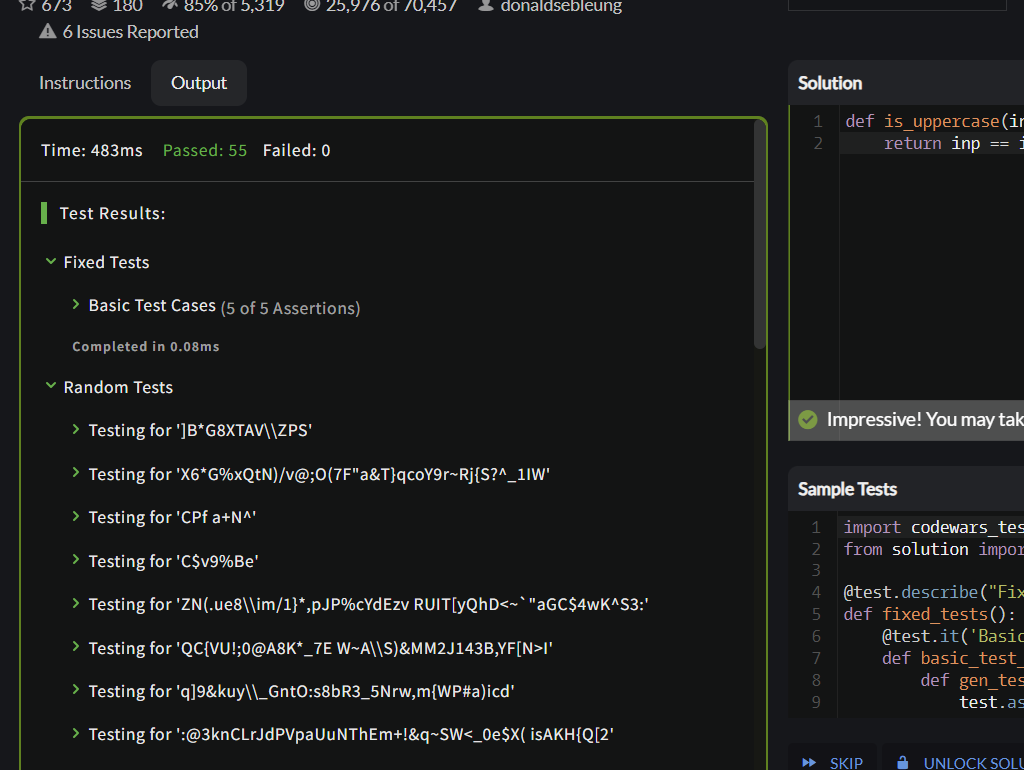 673 180 85% of 5,319 25,976 of 70,457 donaldsebleung
6 Issues Reported
Instructions Output
Time: 483ms Passed: 55 Failed: 0
Test Results:
Fixed Tests
Basic Test Cases (5 of 5 Assertions)
Completed in 0.08ms
Random Tests
Testing for ']B*G8XTAV\\ZPS'
Testing for 'X6*G%xQtN)/v@;O(7F"a&T}qcoY9r~Rj{S?^_1IW'
Testing for 'CPf a+N^'
Testing for 'C$v9%Be'
Testing for 'ZN(.ue8\\im/1}*,pJP%cYdEzv RUIT[yQhD<~`"aGC$4wK^S3:'
Testing for 'QC{VU!;0@A8K*_7E W~A\\S)&MM2J143B,YF[N>I'
Testing for 'q]9&kuy\\_GntO:s8bR3_5Nrw,m{WP#a)icd'
Testing for ':@3knCLrJdPVpaUuNThEm+!&q~SW<_0e$X( isAKH{Q[2'
Solution
1 def is_uppercase(in
2 return inp == i
Impressive! You may tak
Sample Tests
1 import codewars_tes
2 from solution impor
3
4 @test.describe("Fix
5 def fixed_tests():
6 @test.it('Basic
7 def basic_test_
8 def gen_tes
9 test.as
SKIP UNLOCK SOLU